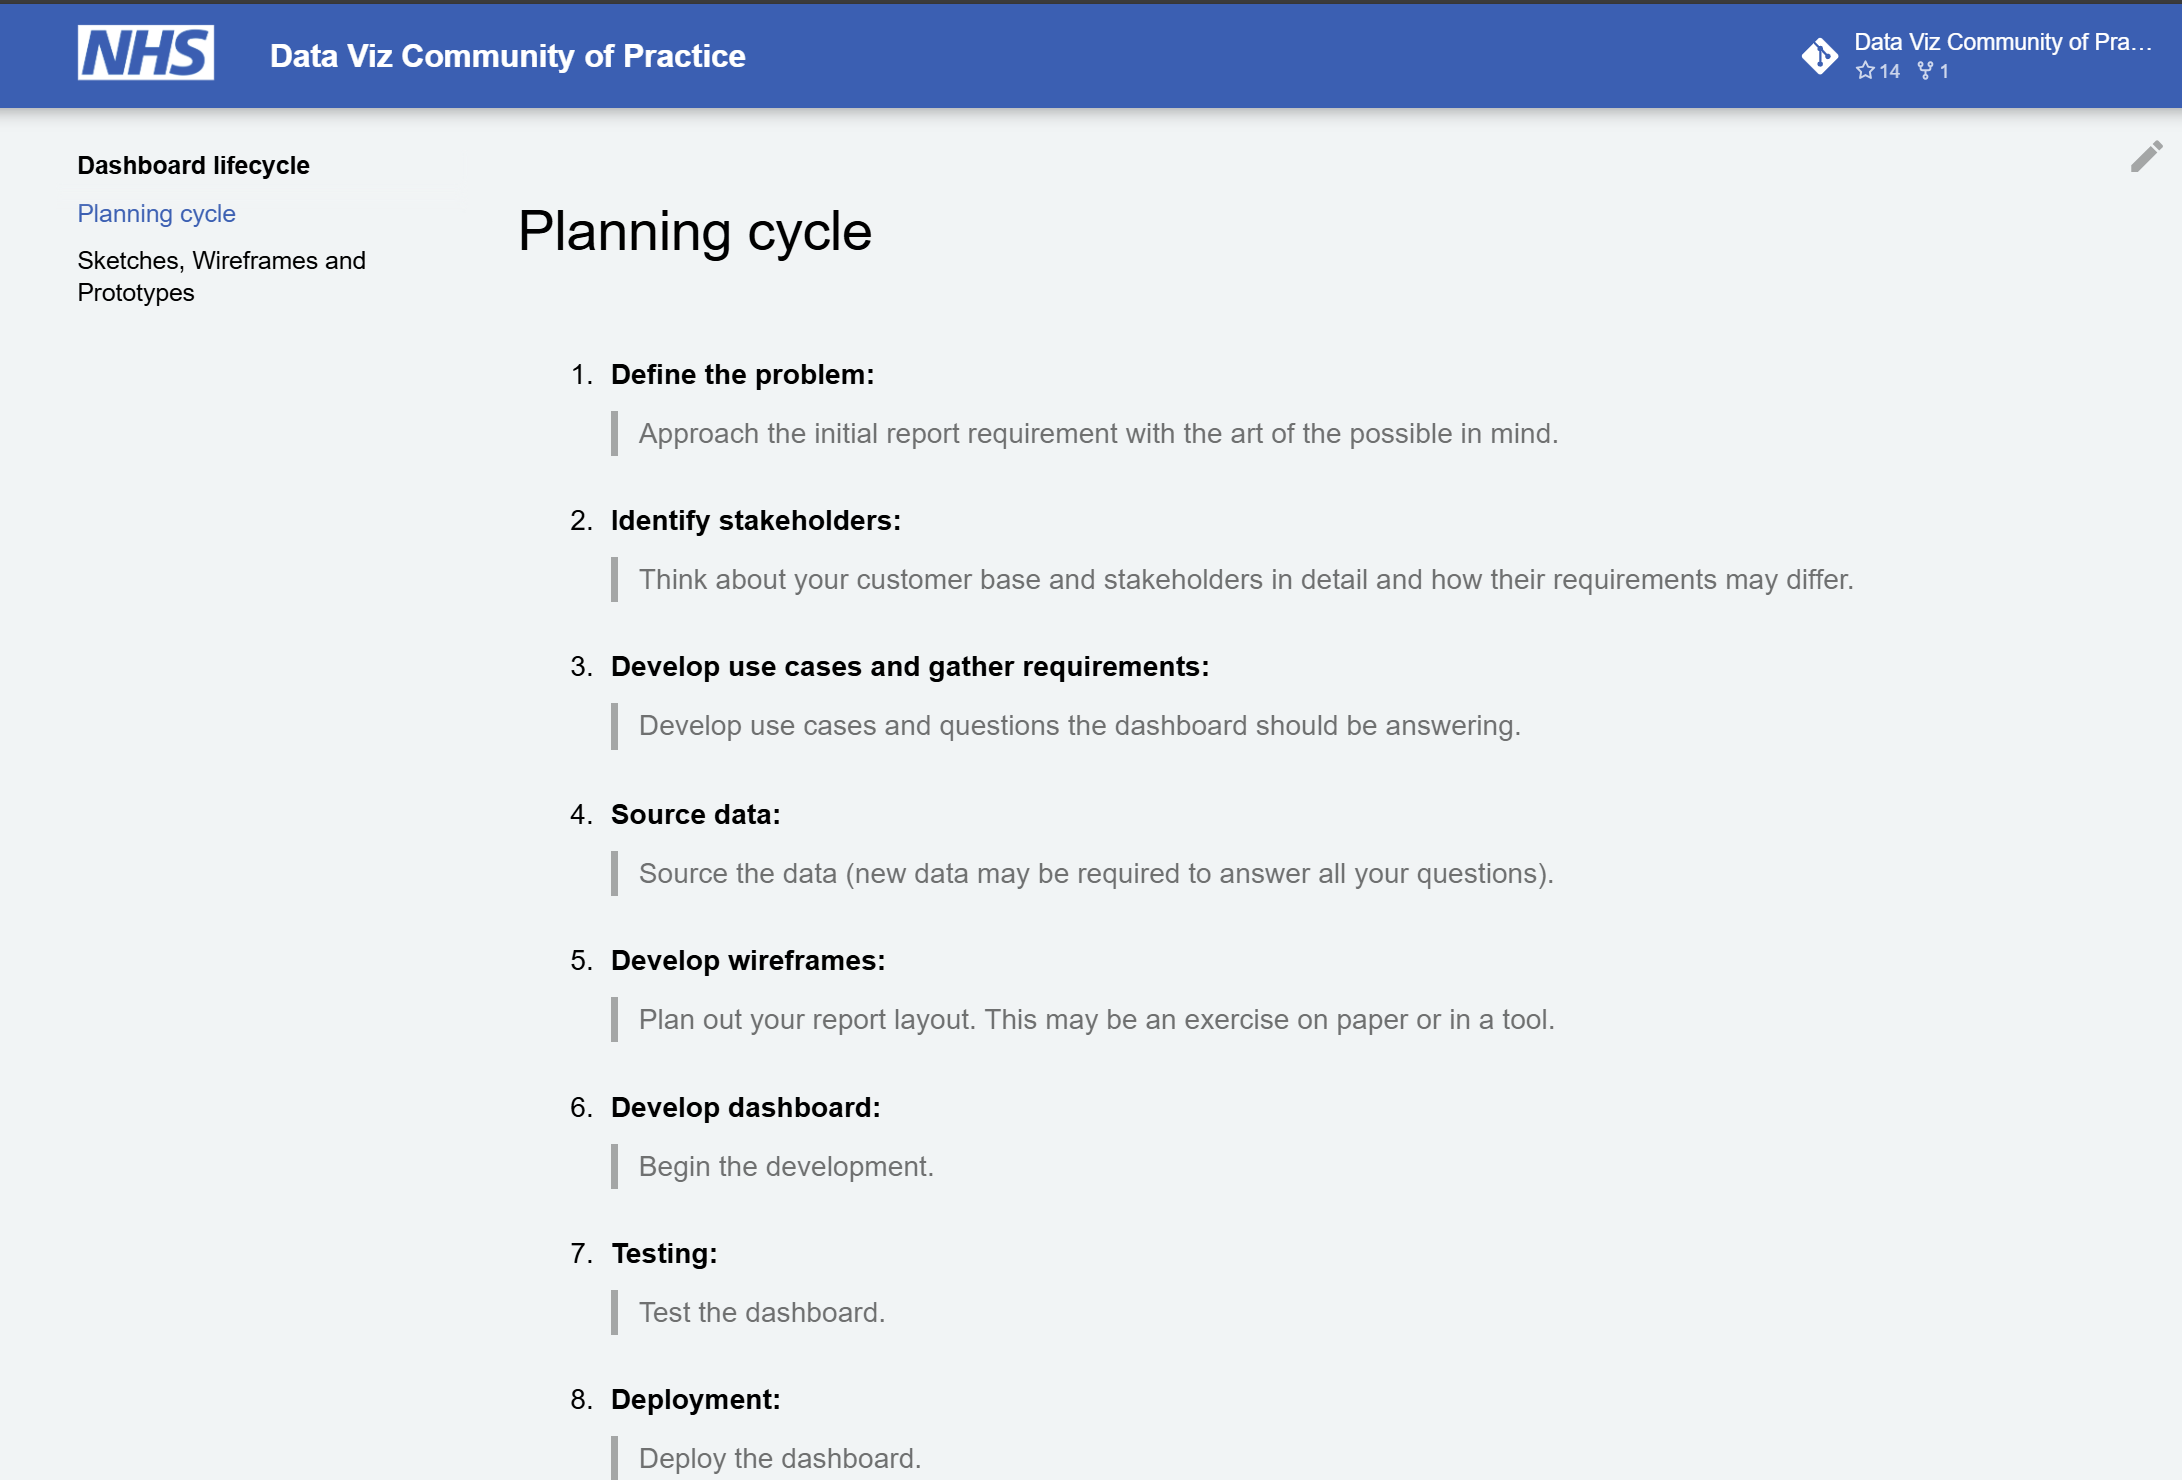 NHS
Data Viz Community of Practice
Data Viz Community of Pra...
14 1
Dashboard lifecycle
Planning cycle
Sketches, Wireframes and
Prototypes
Planning cycle
1. Define the problem:
Approach the initial report requirement with the art of the possible in mind.
2. Identify stakeholders:
Think about your customer base and stakeholders in detail and how their requirements may differ.
3. Develop use cases and gather requirements:
Develop use cases and questions the dashboard should be answering.
4. Source data:
Source the data (new data may be required to answer all your questions).
5. Develop wireframes:
Plan out your report layout. This may be an exercise on paper or in a tool.
6. Develop dashboard:
Begin the development.
7. Testing:
Test the dashboard.
8. Deployment:
Deploy the dashboard.